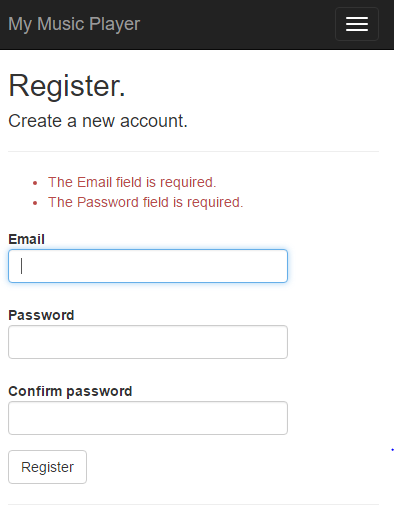 My Music Player
Register.
Create a new account.
The Email field is required.
The Password field is required.
Email
Password
Confirm password
Register